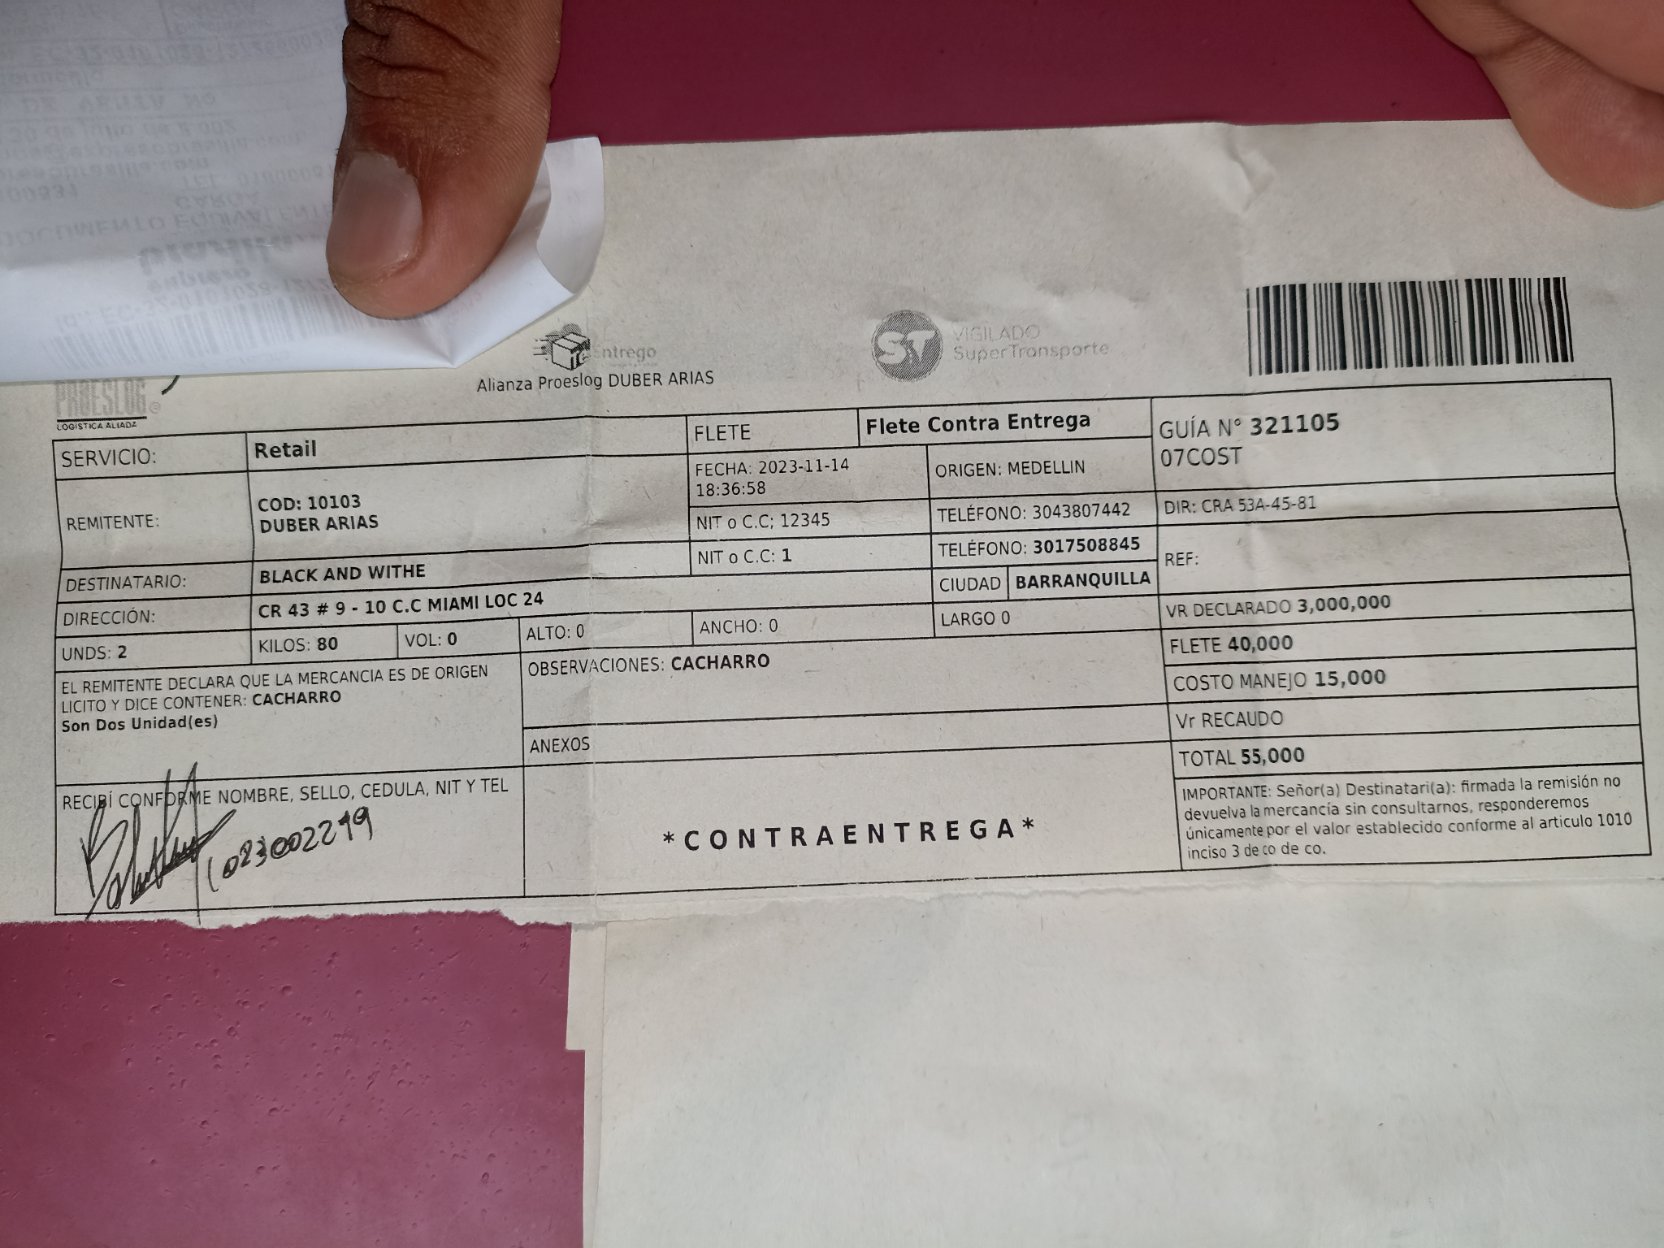 PROESLOG
LOGISTICA ALIADA
Entrego
Alianza Proeslog DUBER ARIAS
ST
VIGILADO
SuperTransporte
SERVICIO: Retail
FLETE Flete Contra Entrega
GUÍA N° 321105
07COST
REMITENTE:
COD: 10103
DUBER ARIAS
FECHA: 2023-11-14
18:36:58
ORIGEN: MEDELLIN
NIT o C.C; 12345
TELÉFONO: 3043807442
DIR: CRA 53A-45-81
DESTINATARIO: BLACK AND WITHE
NIT o C.C: 1
TELÉFONO: 3017508845
REF:
DIRECCIÓN: CR 43 # 9 - 10 C.C MIAMI LOC 24
CIUDAD BARRANQUILLA
UNDS: 2
KILOS: 80
VOL: 0
ALTO: 0
ANCHO: 0
LARGO 0
VR DECLARADO 3,000,000
FLETE 40,000
COSTO MANEJO 15,000
Vr RECAUDO
TOTAL 55,000
EL REMITENTE DECLARA QUE LA MERCANCIA ES DE ORIGEN
LICITO Y DICE CONTENER: CACHARRO
Son Dos Unidad(es)
OBSERVACIONES: CACHARRO
ANEXOS
RECIBÍ CONFORME NOMBRE, SELLO, CEDULA, NIT Y TEL
1023002279
*CONTRAENTREGA*
IMPORTANTE: Señor(a) Destinatari(a): firmada la remisión no
devuelva la mercancía sin consultarnos, responderemos
únicamente por el valor establecido conforme al articulo 1010
inciso 3 de co de co.